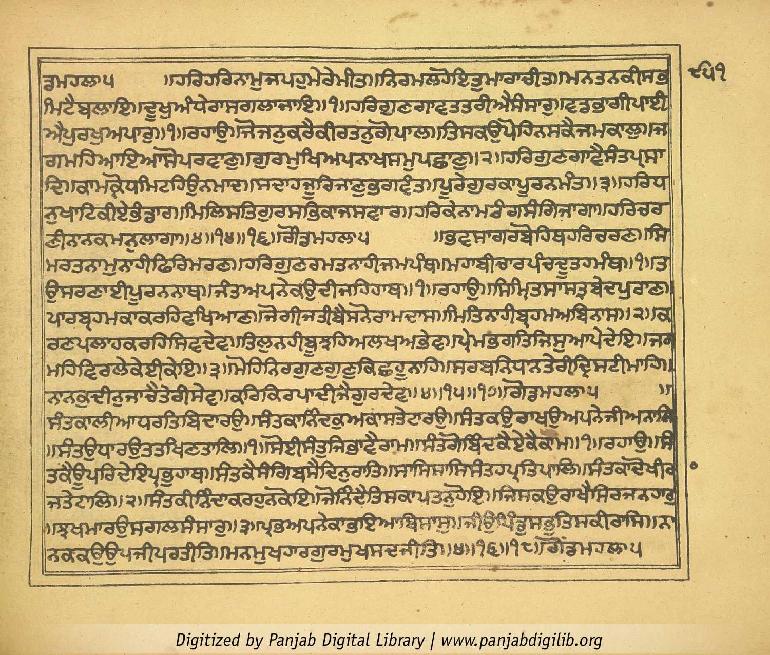 ਡਮਹਲਾ੫ ॥ਹਰਿਹਰਿਨਾਮੁਜਪਹੁਮੇਰੇਮੀਤ॥ਨਿਰਮਲਹੋਇਤੁਮਾਰਾਚੀਤ॥ਮਨਤਨਕੀਸਭ ੮੫੧
ਮਿਟੈਬਲਾਇ॥ਦੂਖੁਅੰਧੇਰਾਸਗਲਾਜਾਇ॥੧॥ਹਰਿਗੁਣਗਾਵਤਤਰੀਐਸੰਸਾਰੁ॥ਵਡਭਾਗੀਪਾਈ
ਐਪੁਰਖੁਅਪਾਰੁ॥੧॥ਰਹਾਉ॥ਜੋਜਨੁਕਰੈਕੀਰਤਨੁਗੋਪਾਲ॥ਤਿਸਕਉਪੋਹਿਨਸਕੈਜਮਕਾਲੁ॥ਜ
ਗਮਹਿਆਇਆਸੋਪਰਵਾਣੁ॥ਗੁਰਮੁਖਿਅਪਨਾਖਸਮੁਪਛਾਣੁ॥੨॥ਹਰਿਗੁਣਗਾਵੈਸੰਤਪ੍ਰਸਾ
ਦਿ॥ਕਾਮਕ੍ਰੋਧਮਿਟਹਿਉਨਮਾਦ॥ਸਦਾਹਜੂਰਿਜਾਣੁਭਗਵੰਤ॥ਪੂਰੇਗੁਰਕਾਪੂਰਨਮੰਤ॥੩॥ਹਰਿਧ
ਨੁਖਾਟਿਕੀਏਭੰਡਾਰ॥ਮਿਲਿਸਤਿਗੁਰਸਭਿਕਾਜਸਵਾਰ॥ਹਰਿਕੇਨਾਮਰੰਗਸੰਗਿਜਾਗਾ॥ਹਰਿਚਰ
ਣੀਨਾਨਕਮਨੁਲਾਗਾ॥੪॥੧੪॥੧੬॥ਗੋਂਡਮਹਲਾ੫ ॥ਭਵਸਾਗਰਬੋਹਿਥਹਰਿਚਰਣ॥ਸਿ
ਮਰਤਨਾਮੁਨਾਹੀਫਿਰਿਮਰਣ॥ਹਰਿਗੁਣਰਮਤਨਾਹੀਜਮਪੰਥ॥ਮਹਾਬੀਚਾਰਪੰਚਦੂਤਹਮੰਥ॥੧॥ਤ
ਉਸਰਣਾਈਪੂਰਨਨਾਥ॥ਜੰਤਅਪਨੇਕਉਦੀਜਹਿਹਾਥ॥੧॥ਰਹਾਉ॥ਸਿਮ੍ਰਿਤਸਾਸਤ੍ਰਬੇਦਪੁਰਾਣ॥
ਪਾਰਬ੍ਰਹਮਕਾਕਰਹਿਵਖਿਆਣ॥ਜੋਗੀਜਤੀਬੈਸਨੋਰਾਮਦਾਸ॥ਮਿਤਿਨਾਹੀਬ੍ਰਹਮਅਬਿਨਾਸ॥੨॥ਕ
ਰਣਪਲਾਹਕਰਹਿਸਿਵਦੇਵ॥ਤਿਲੁਨਹੀਬੂਝਹਿਅਲਖਅਭੇਵ॥ਪ੍ਰੇਮਭਗਤਿਜਿਸੁਆਪੇਦੇਇ॥ਜਗ
ਮਹਿਵਿਰਲੇਕੇਈਕੇਇ॥੩॥ਮੋਹਿਨਿਰਗੁਣਗੁਣੁਕਿਛਹੂਨਾਹਿ॥ਸਰਬਨਿਧਾਨਤੇਰੀਦ੍ਰਿਸਟੀਮਾਹਿ॥
ਨਾਨਕੁਦੀਨੁਜਾਚੈਤੇਰੀਸੇਵ॥ਕਰਿਕਿਰਪਾਦੀਜੈਗੁਰਦੇਵ॥੪॥੧੫॥੧੭॥ਗੋਂਡਮਹਲਾ੫ ॥
ਸੰਤਕਾਲੀਆਧਰਤਿਬਿਦਾਰਉ॥ਸੰਤਕਾਨਿੰਦਕੁਅਕਾਸਤੇਟਾਰਉ॥ਸੰਤਕਉਰਾਖਉਅਪਨੇਜੀਅਨਾਲਿ
॥ਸੰਤਉਧਾਰਉਤਤਖਿਣਤਾਲਿ॥੧॥ਸੋਈਸੰਤੁਜਿਭਾਵੈਰਾਮ॥ਸੰਤਗੋਬਿੰਦਕੈਏਕੈਕਾਮ॥੧॥ਰਹਾਉ॥ਸੰ
ਤਕੈਊਪਰਿਦੇਇਪ੍ਰਭੁਹਾਥ॥ਸੰਤਕੈਸੰਗਿਬਸੈਦਿਨੁਰਾਤਿ॥ਸਾਸਿਸਾਸਿਸੰਤਹਪ੍ਰਤਿਪਾਲਿ॥ਸੰਤਕਾਦੋਖੀਰ
ਜਤੇਟਾਲਿ॥੨॥ਸੰਤਕੀਨਿੰਦਾਕਰਹੁਨਕੋਇ॥ਜੋਨਿੰਦੈਤਿਸਕਾਪਤਨੁਹੋਇ॥ਜਿਸਕਉਰਾਖੈਸਿਰਜਨਹਾਰੁ
॥ਝਖਮਾਰਉਸਗਲਸੰਸਾਰੁ॥੩॥ਪ੍ਰਭਅਪਨੇਕਾਭਇਆਬਿਸਾਸੁ॥ਜੀਉਪਿੰਡੁਸਭੁਤਿਸਕੀਰਾਸਿ॥ਨਾ
ਨਕਕਉਉਪਜੀਪਰਤੀਤਿ॥ਮਨਮੁਖਹਾਰਗੁਰਮੁਖਸਦਜੀਤਿ॥੪॥੧੬॥੧੮॥ਗੋਂਡਮਹਲਾ੫
Digitized by Panjab Digital Library | www.panjabdigilib.org